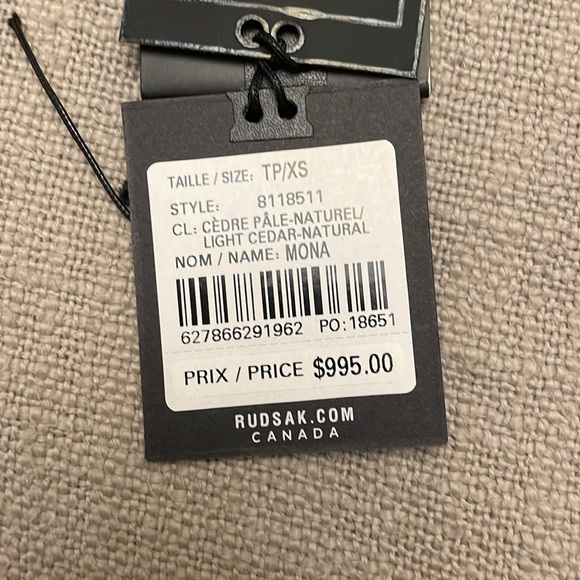 TAILLE / SIZE: TP/XS
STYLE: 8118511
CL: CÈDRE PÂLE-NATUREL/
LIGHT CEDAR-NATURAL
NOM / NAME: MONA
627866291962 PO:18651
PRIX / PRICE $995.00
RUDSAK.COM
CANADA